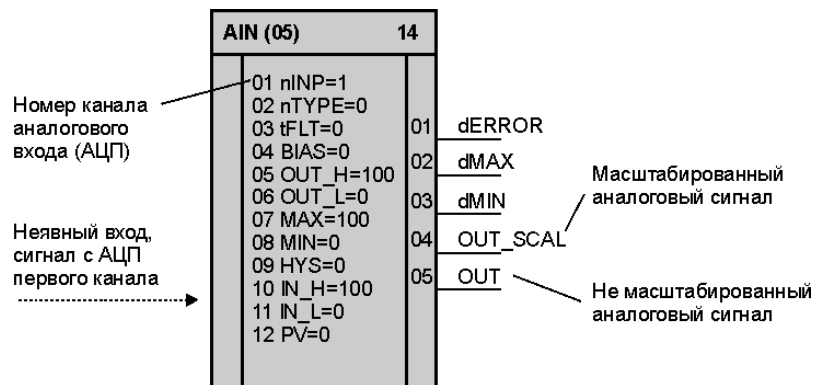 AIN (05) 14
Номер канала
аналогового
входа (АЦП)
Неявный вход,
сигнал с АЦП
первого канала
01 nINP=1
02 nTYPE=0
03 tFLT=0
04 BIAS=0
05 OUT_H=100
06 OUT_L=0
07 MAX=100
08 MIN=0
09 HYS=0
10 IN_H=100
11 IN_L=0
12 PV=0
01 dERROR
02 dMAX
03 dMIN
04 OUT_SCAL
05 OUT
Масштабированный
аналоговый сигнал
Не масштабированный
аналоговый сигнал